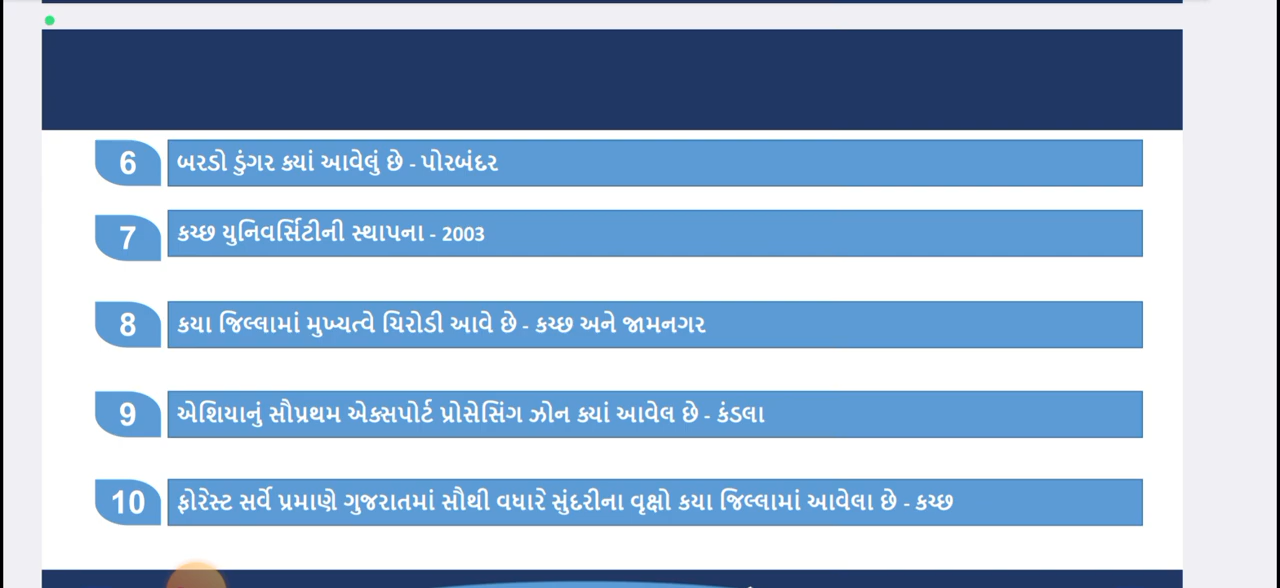 6 બરડો ડુંગર ક્યાં આવેલું છે - પોરબંદર
7 કચ્છ યુનિવર્સિટીની સ્થાપના - 2003
8 કયા જિલ્લામાં મુખ્યત્વે ચિરોડી આવે છે - કચ્છ અને જામનગર
9 એશિયાનું સૌપ્રથમ એક્સપોર્ટ પ્રોસેસિંગ ઝોન ક્યાં આવેલ છે - કંડલા
10 ફોરેસ્ટ સર્વે પ્રમાણે ગુજરાતમાં સૌથી વધારે સુંદરીના વૃક્ષો કયા જિલ્લામાં આવેલા છે - કચ્છ